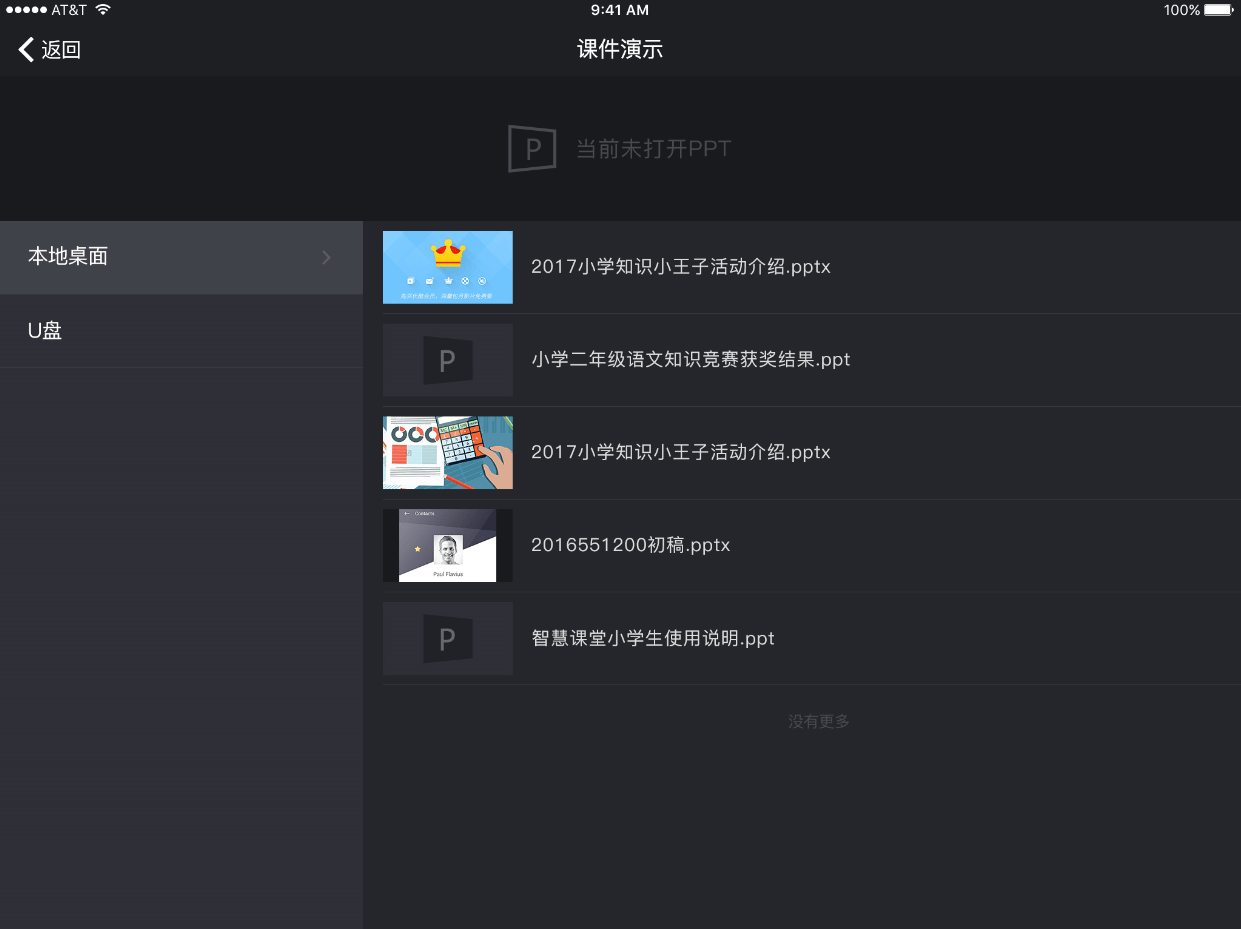 AT&T
9:41 AM
100%
返回
课件演示
P
当前未打开PPT
本地桌面
U盘
2017小学知识小王子活动介绍.pptx
P
小学二年级语文知识竞赛获奖结果.ppt
2017小学知识小王子活动介绍.pptx
Contacts
Paul Flavius
2016551200初稿.pptx
P
智慧课堂小学生使用说明.ppt
没有更多